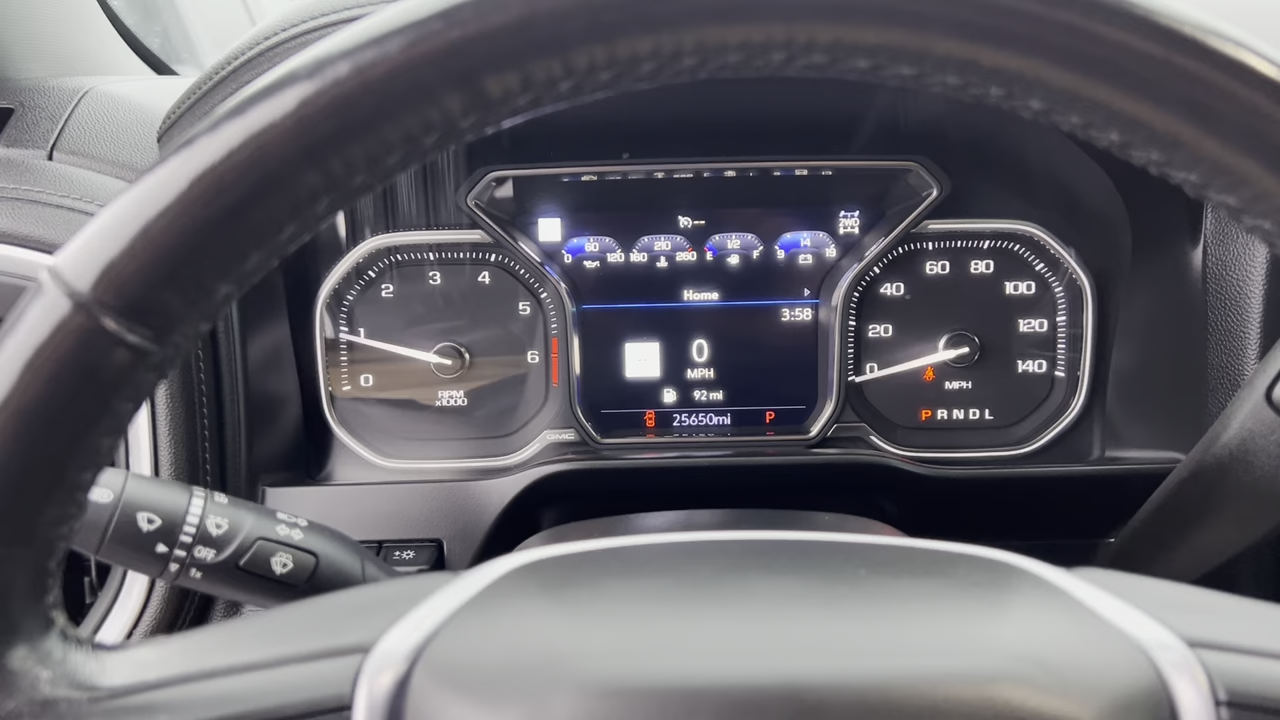 2WD
60 210 1/2 14
0 120 160 260 E F 9 19
Home
3:58
0
MPH
92 mi
25650mi P
0 1 2 3 4 5 6
RPM
x1000
GMC
0 20 40 60 80 100 120 140
MPH
PRNDL
OFF
1x